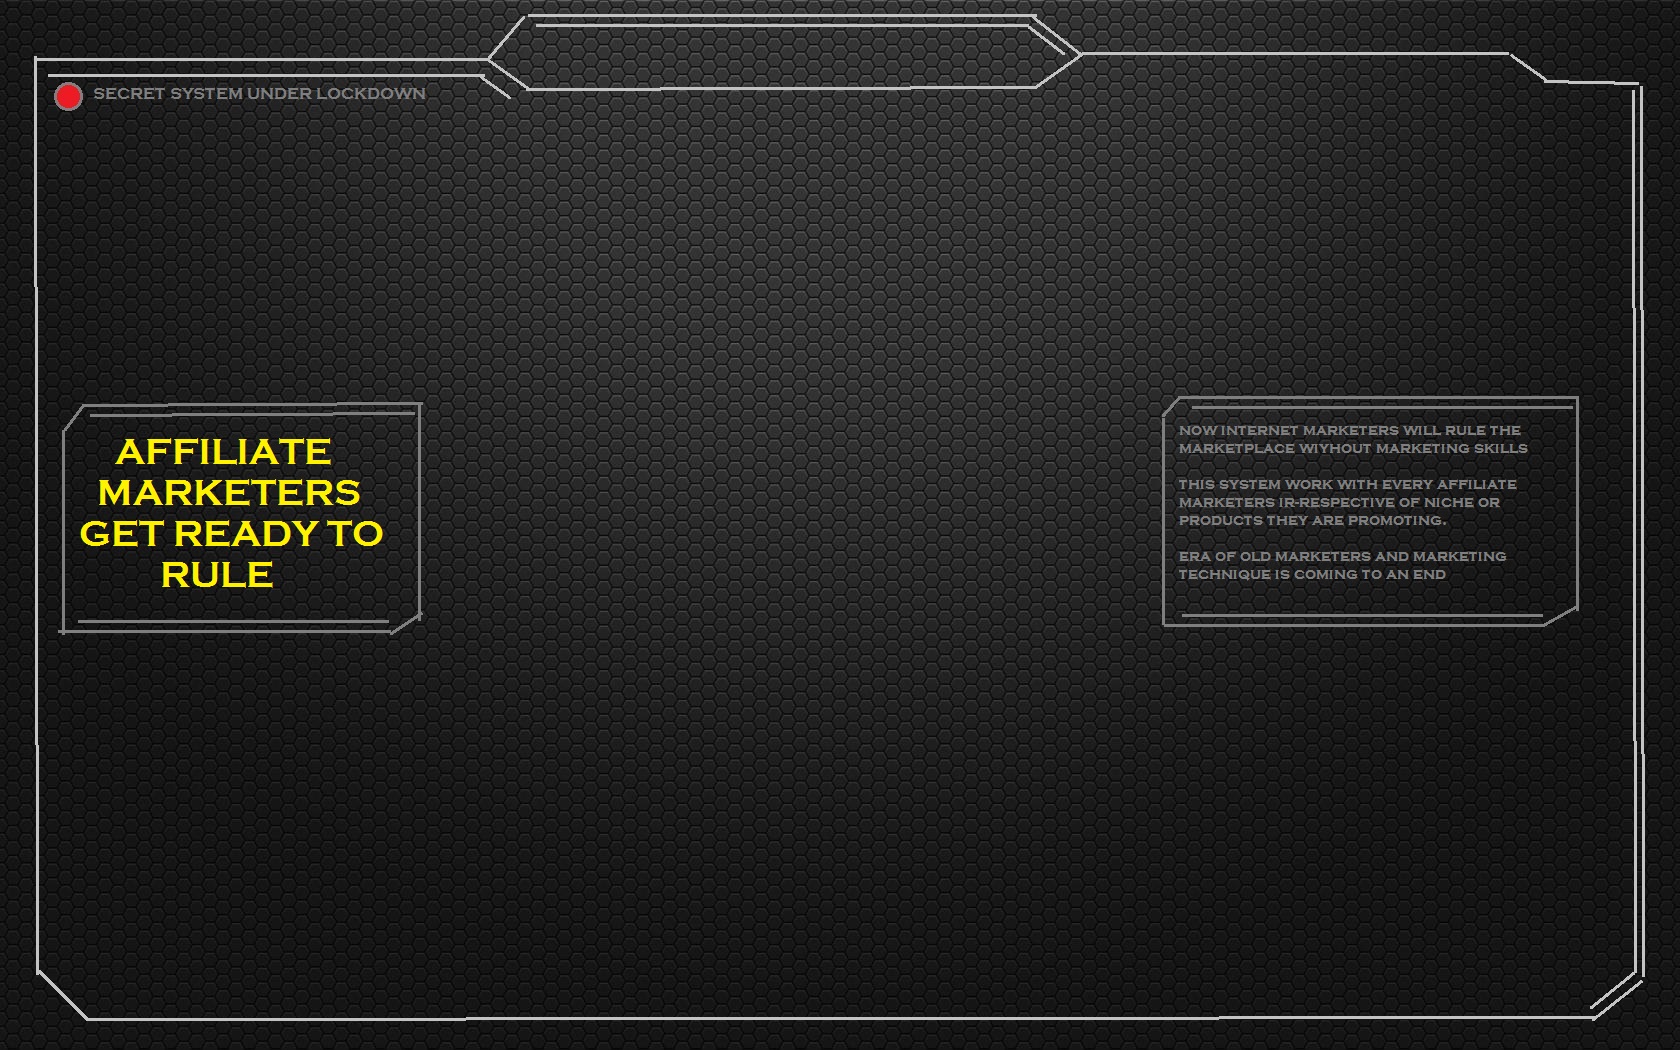 SECRET SYSTEM UNDER LOCKDOWN
AFFILIATE
MARKETERS
GET READY TO
RULE
NOW INTERNET MARKETERS WILL RULE THE
MARKETPLACE WIYHOUT MARKETING SKILLS
THIS SYSTEM WORK WITH EVERY AFFILIATE
MARKETERS IR-RESPECTIVE OF NICHE OR
PRODUCTS THEY ARE PROMOTING.
ERA OF OLD MARKETERS AND MARKETING
TECHNIQUE IS COMING TO AN END